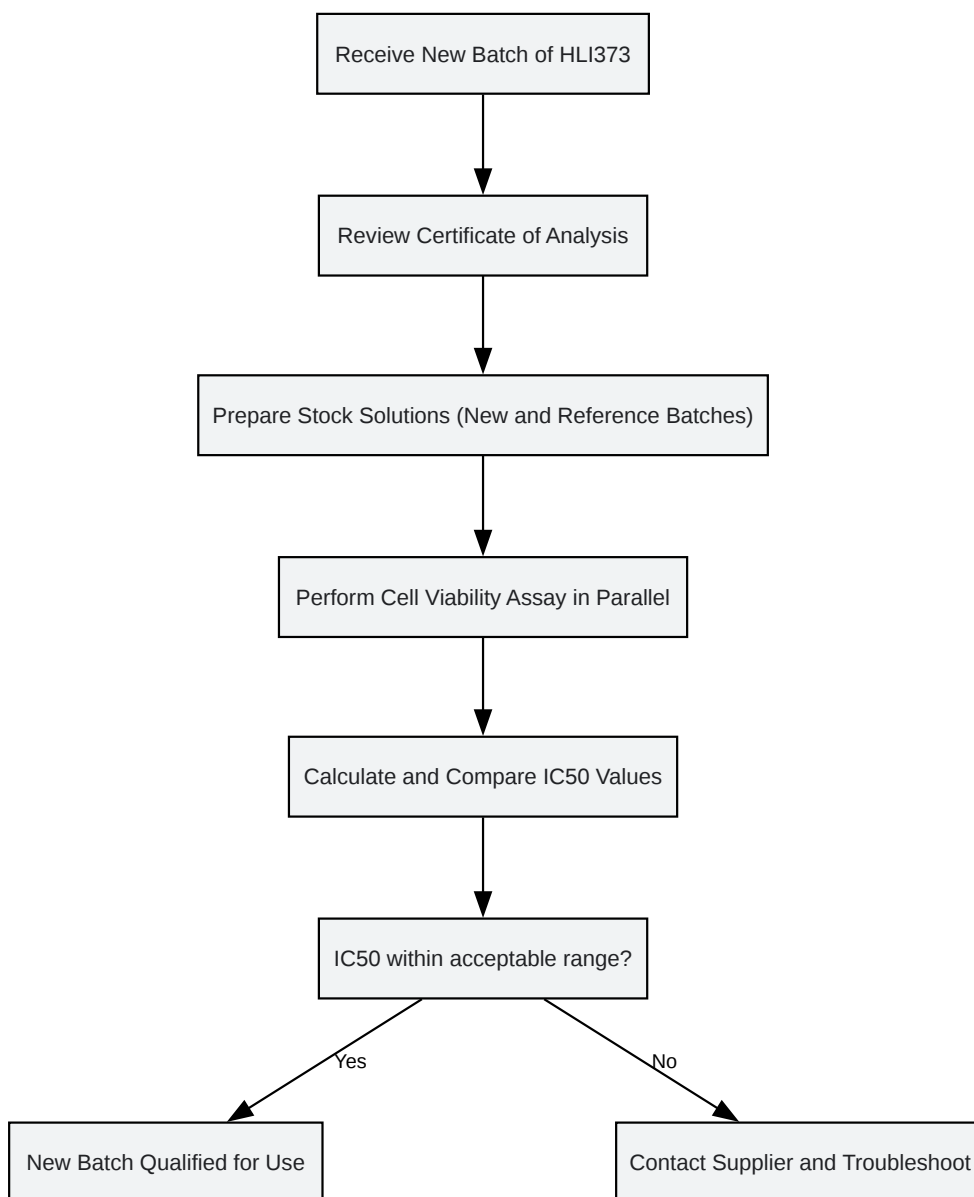 Receive New Batch of HLI373
Review Certificate of Analysis
Prepare Stock Solutions (New and Reference Batches)
Perform Cell Viability Assay in Parallel
Calculate and Compare IC50 Values
IC50 within acceptable range?
Yes
No
New Batch Qualified for Use
Contact Supplier and Troubleshoot